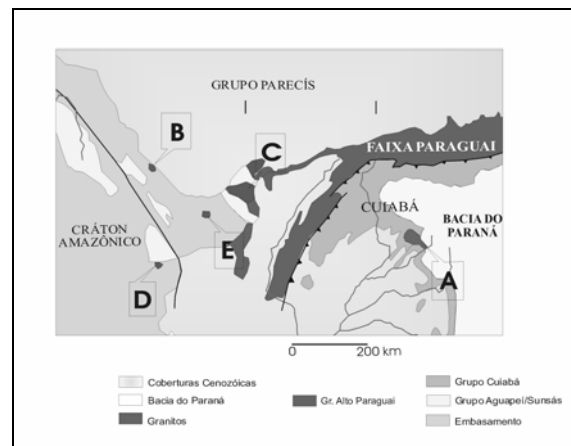 GRUPO PARECÍS
B
C
FAIXA PARAGUAI
CUIABÁ
BACIA DO
PARANÁ
CRÁTON
AMAZÔNICO
E
D
A
0 200 km
Coberturas Cenozóicas
Bacia do Paraná
Granitos
Gr. Alto Paraguai
Grupo Cuiabá
Grupo Aguapeí/Sunsás
Embasamento